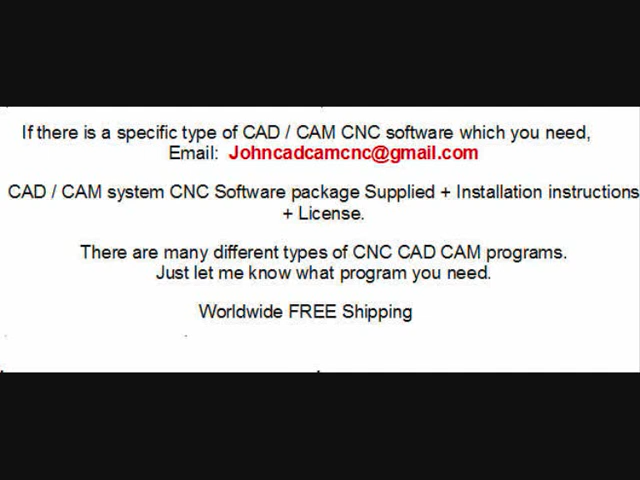 If there is a specific type of CAD / CAM CNC software which you need,
Email: Johncadcamcnc@gmail.com
CAD / CAM system CNC Software package Supplied + Installation instructions
+ License.
There are many different types of CNC CAD CAM programs.
Just let me know what program you need.
Worldwide FREE Shipping